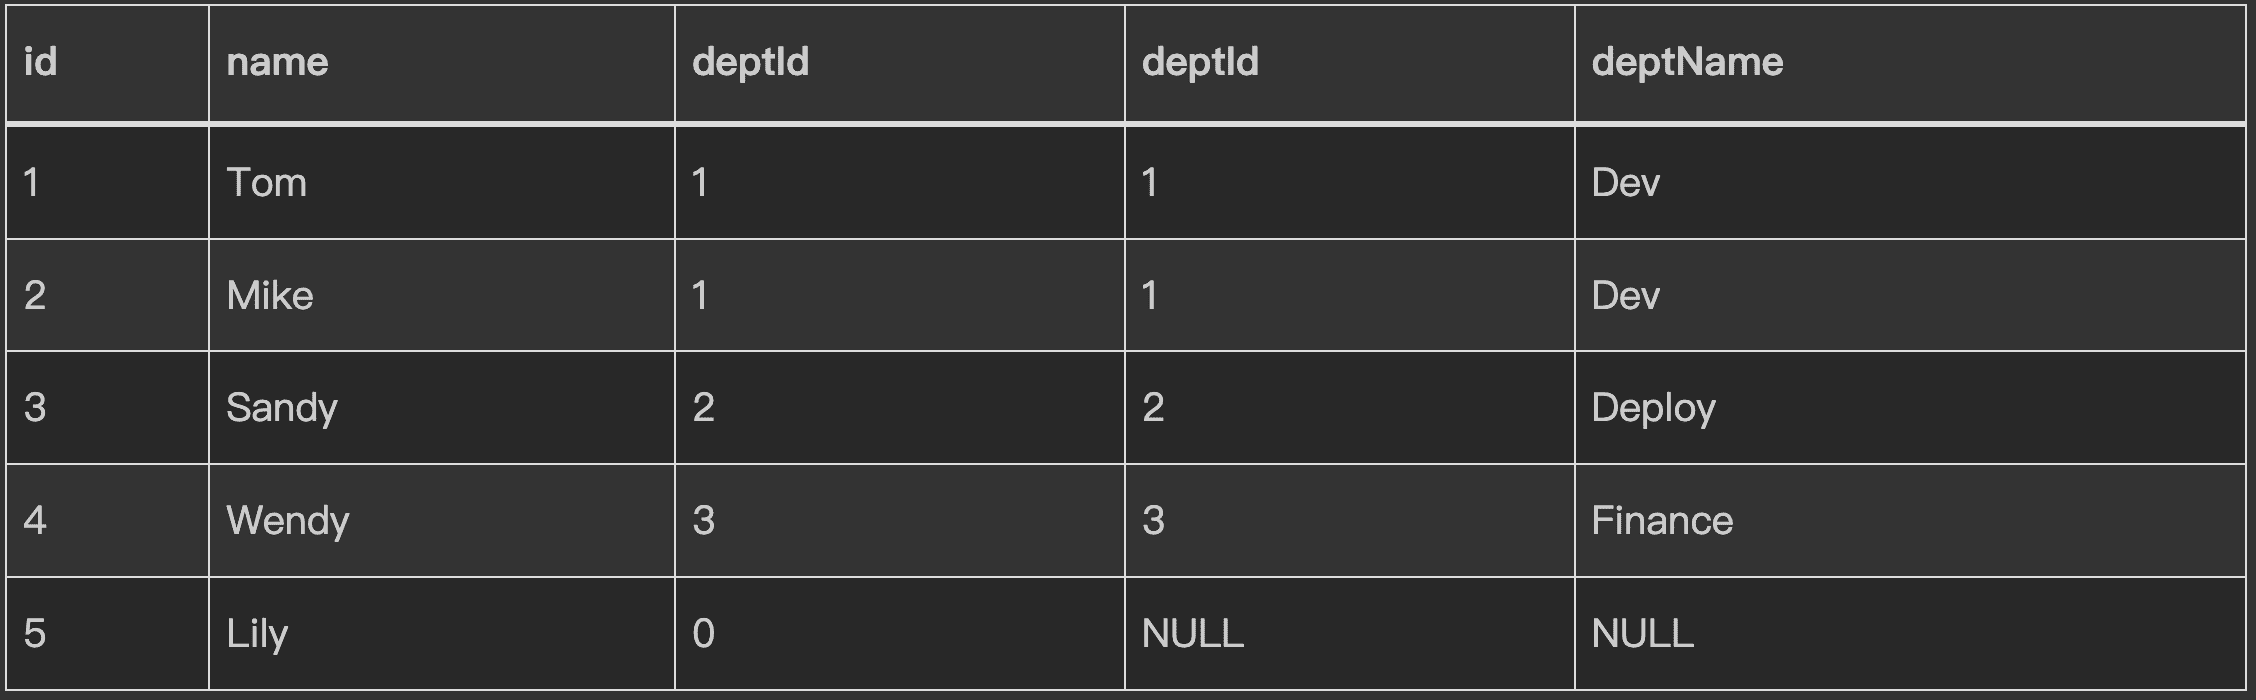 id name deptId deptId deptName
1 Tom 1 1 Dev
2 Mike 1 1 Dev
3 Sandy 2 2 Deploy
4 Wendy 3 3 Finance
5 Lily 0 NULL NULL